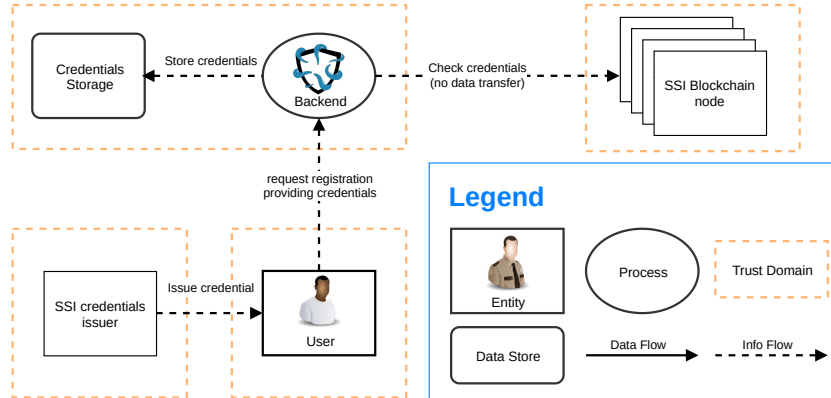 Credentials
Storage
Store credentials
Backend
Check credentials
(no data transfer)
SSI Blockchain
node
request registration
providing credentials
SSI credentials
issuer
Issue credential
User
Legend
Entity
Process
Trust Domain
Data Store
Data Flow
Info Flow